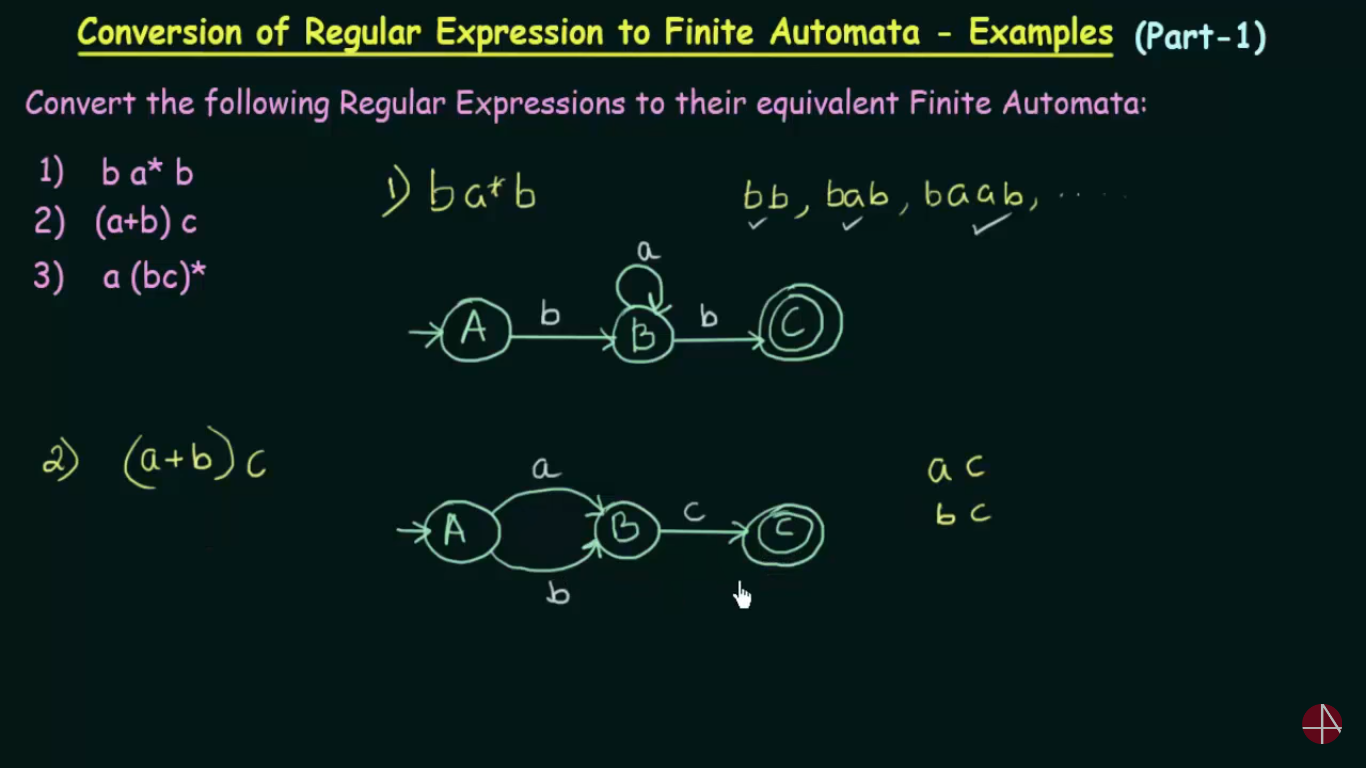 Conversion of Regular Expression to Finite Automata - Examples (Part-1)
Convert the following Regular Expressions to their equivalent Finite Automata:
1) b a* b
2) (a+b) c
3) a (bc)*
1) b a* b
bb, bab, baab, .....
a
A b B b C
2) (a+b) c
a
A B c C
b
a c
b c